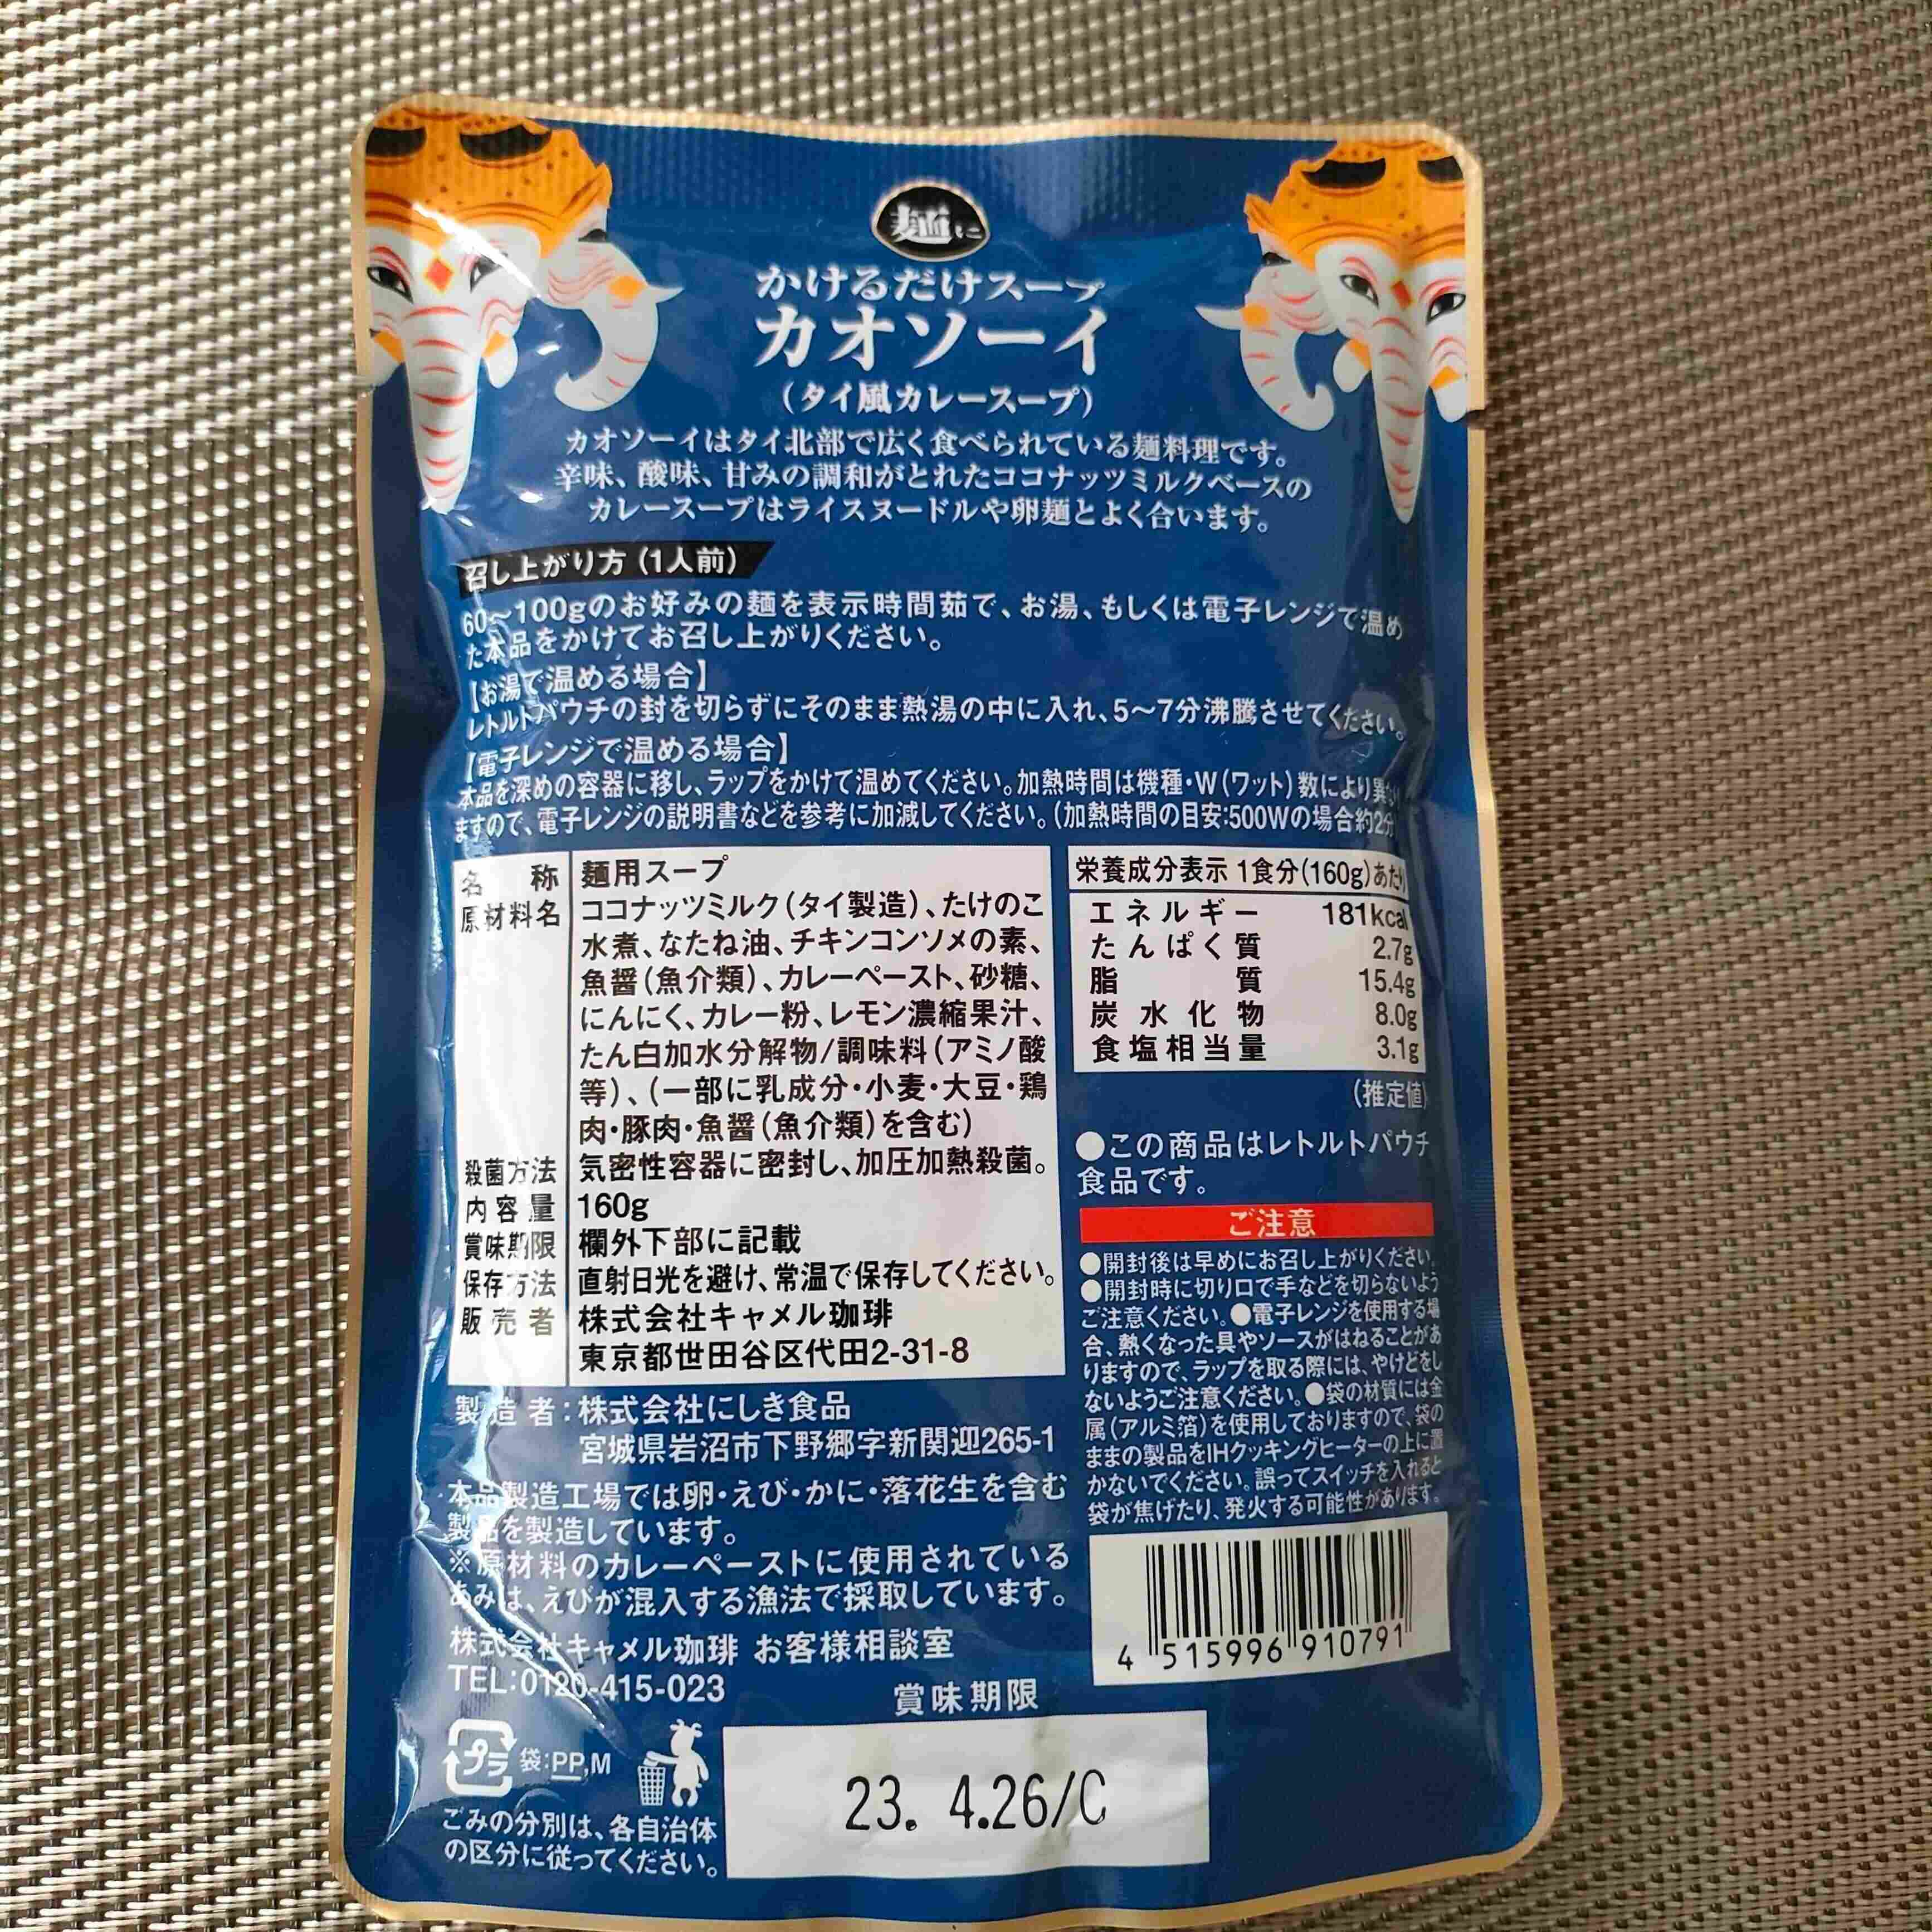 麺に
かけるだけスープ
カオソーイ
（タイ風カレースープ）
カオソーイはタイ北部で広く食べられている麺料理です。
辛味、酸味、甘みの調和がとれたココナッツミルクベースの
カレースープはライスヌードルや卵麺とよく合います。
召し上がり方（1人前）
60～100gのお好みの麺を表示時間茹で、お湯、もしくは電子レンジで温め
た本品をかけてお召し上がりください。
【お湯で温める場合】
レトルトパウチの封を切らずにそのまま熱湯の中に入れ、5～7分沸騰させてください。
【電子レンジで温める場合】
本品を深めの容器に移し、ラップをかけて温めてください。加熱時間は機種・W（ワット）数により異なり
ますので、電子レンジの説明書などを参考に加減してください。（加熱時間の目安:500Wの場合約2分
名称 麺用スープ
原材料名 ココナッツミルク（タイ製造）、たけのこ
水煮、なたね油、チキンコンソメの素、
魚醤（魚介類）、カレーペースト、砂糖、
にんにく、カレー粉、レモン濃縮果汁、
たん白加水分解物/調味料（アミノ酸
等）、（一部に乳成分・小麦・大豆・鶏
肉・豚肉・魚醤（魚介類）を含む）
殺菌方法 気密性容器に密封し、加圧加熱殺菌。
内容量 160g
賞味期限 欄外下部に記載
保存方法 直射日光を避け、常温で保存してください。
販売者 株式会社キャメル珈琲
東京都世田谷区代田2-31-8
製造者：株式会社にしき食品
宮城県岩沼市下野郷字新関迎265-1
本品製造工場では卵・えび・かに・落花生を含む
製品を製造しています。
※原材料のカレーペーストに使用されている
あみは、えびが混入する漁法で採取しています。
株式会社キャメル珈琲 お客様相談室
TEL:0120-415-023
栄養成分表示 1食分（160g）あたり
エネルギー 181kcal
たんぱく質 2.7g
脂質 15.4g
炭水化物 8.0g
食塩相当量 3.1g
（推定値）
●この商品はレトルトパウチ
食品です。
ご注意
●開封後は早めにお召し上がりください。
●開封時に切り口で手などを切らないよう
ご注意ください。●電子レンジを使用する場
合、熱くなった具やソースがはねることがあ
りますので、ラップを取る際には、やけどをし
ないようご注意ください。●袋の材質には金
属（アルミ箔）を使用しておりますので、袋の
ままの製品をIHクッキングヒーターの上に置
かないでください。誤ってスイッチを入れると
袋が焦げたり、発火する可能性があります。
4 515996 910791
プラ 袋:PP,M
ごみの分別は、各自治体
の区分に従ってください。
賞味期限
23. 4.26/C